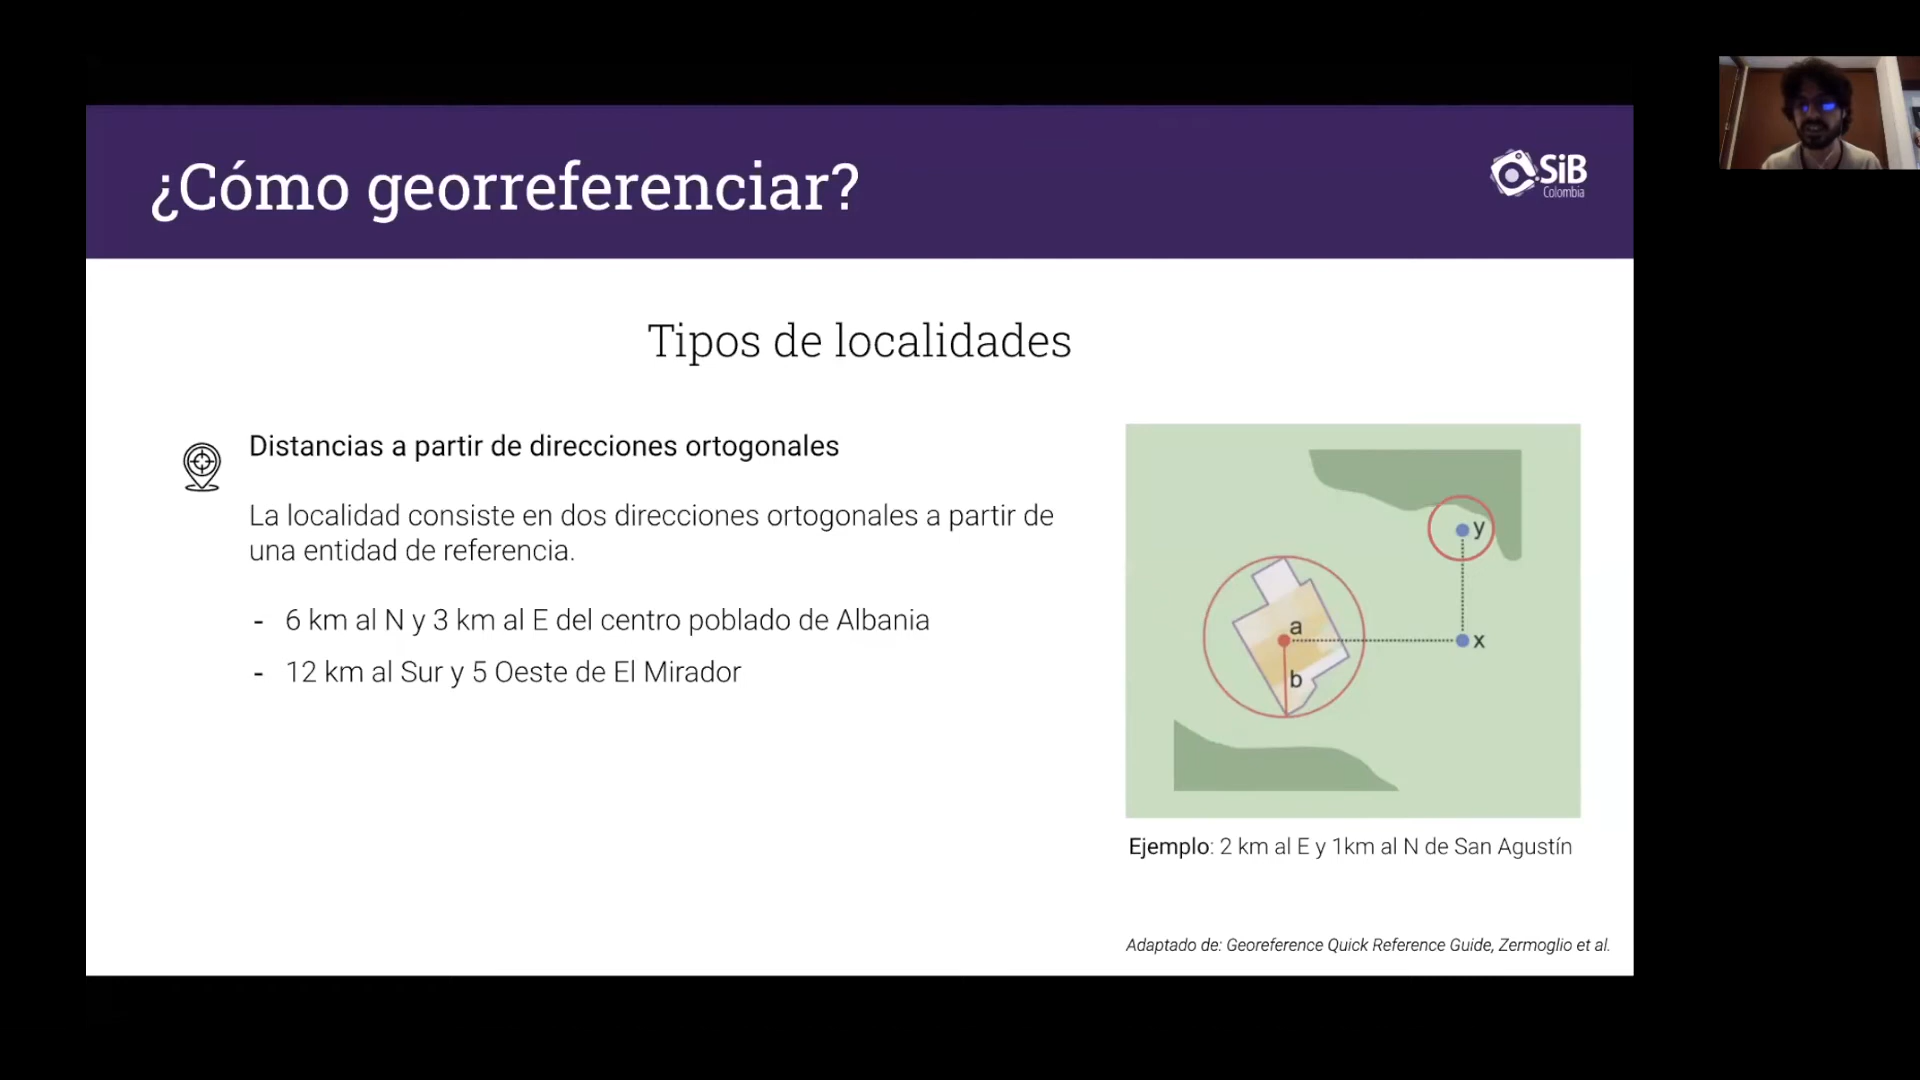 ¿Cómo georreferenciar?
SiB
Colombia
Tipos de localidades
Distancias a partir de direcciones ortogonales
La localidad consiste en dos direcciones ortogonales a partir de
una entidad de referencia.
- 6 km al N y 3 km al E del centro poblado de Albania
- 12 km al Sur y 5 Oeste de El Mirador
y
a
x
b
Ejemplo: 2 km al E y 1km al N de San Agustín
Adaptado de: Georeference Quick Reference Guide, Zermoglio et al.